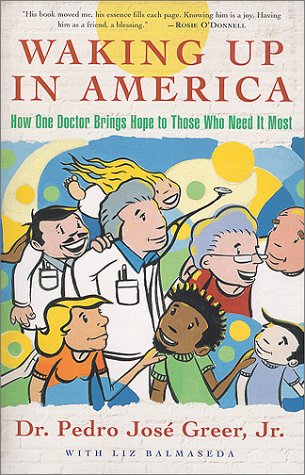 "His book moved me, his essence fills each page. Knowing him is a joy. Having
him as a friend, a blessing." —ROSIE O'DONNELL
WAKING UP
IN AMERICA
How One Doctor Brings Hope to Those Who Need It Most
Dr. Pedro José Greer, Jr.
WITH LIZ BALMASEDA